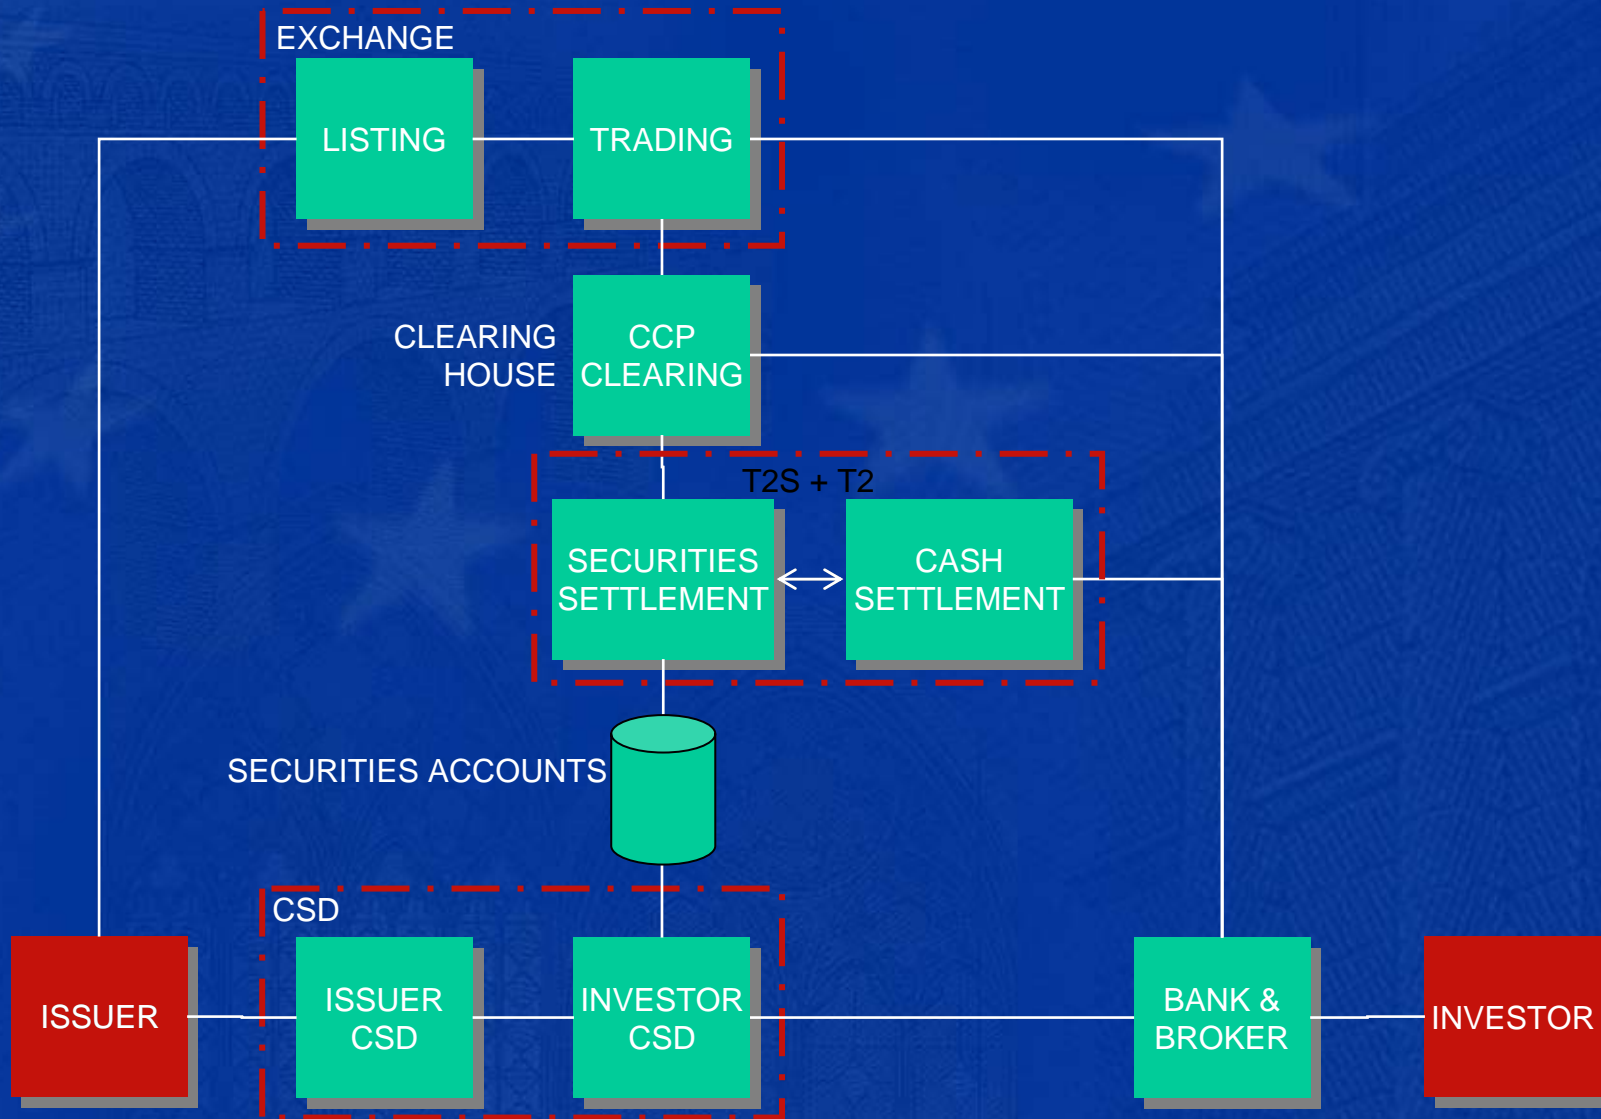 EXCHANGE
LISTING
TRADING
CLEARING
HOUSE
CCP
CLEARING
T2S + T2
SECURITIES
SETTLEMENT
CASH
SETTLEMENT
SECURITIES ACCOUNTS
CSD
ISSUER
ISSUER
CSD
INVESTOR
CSD
BANK &
BROKER
INVESTOR